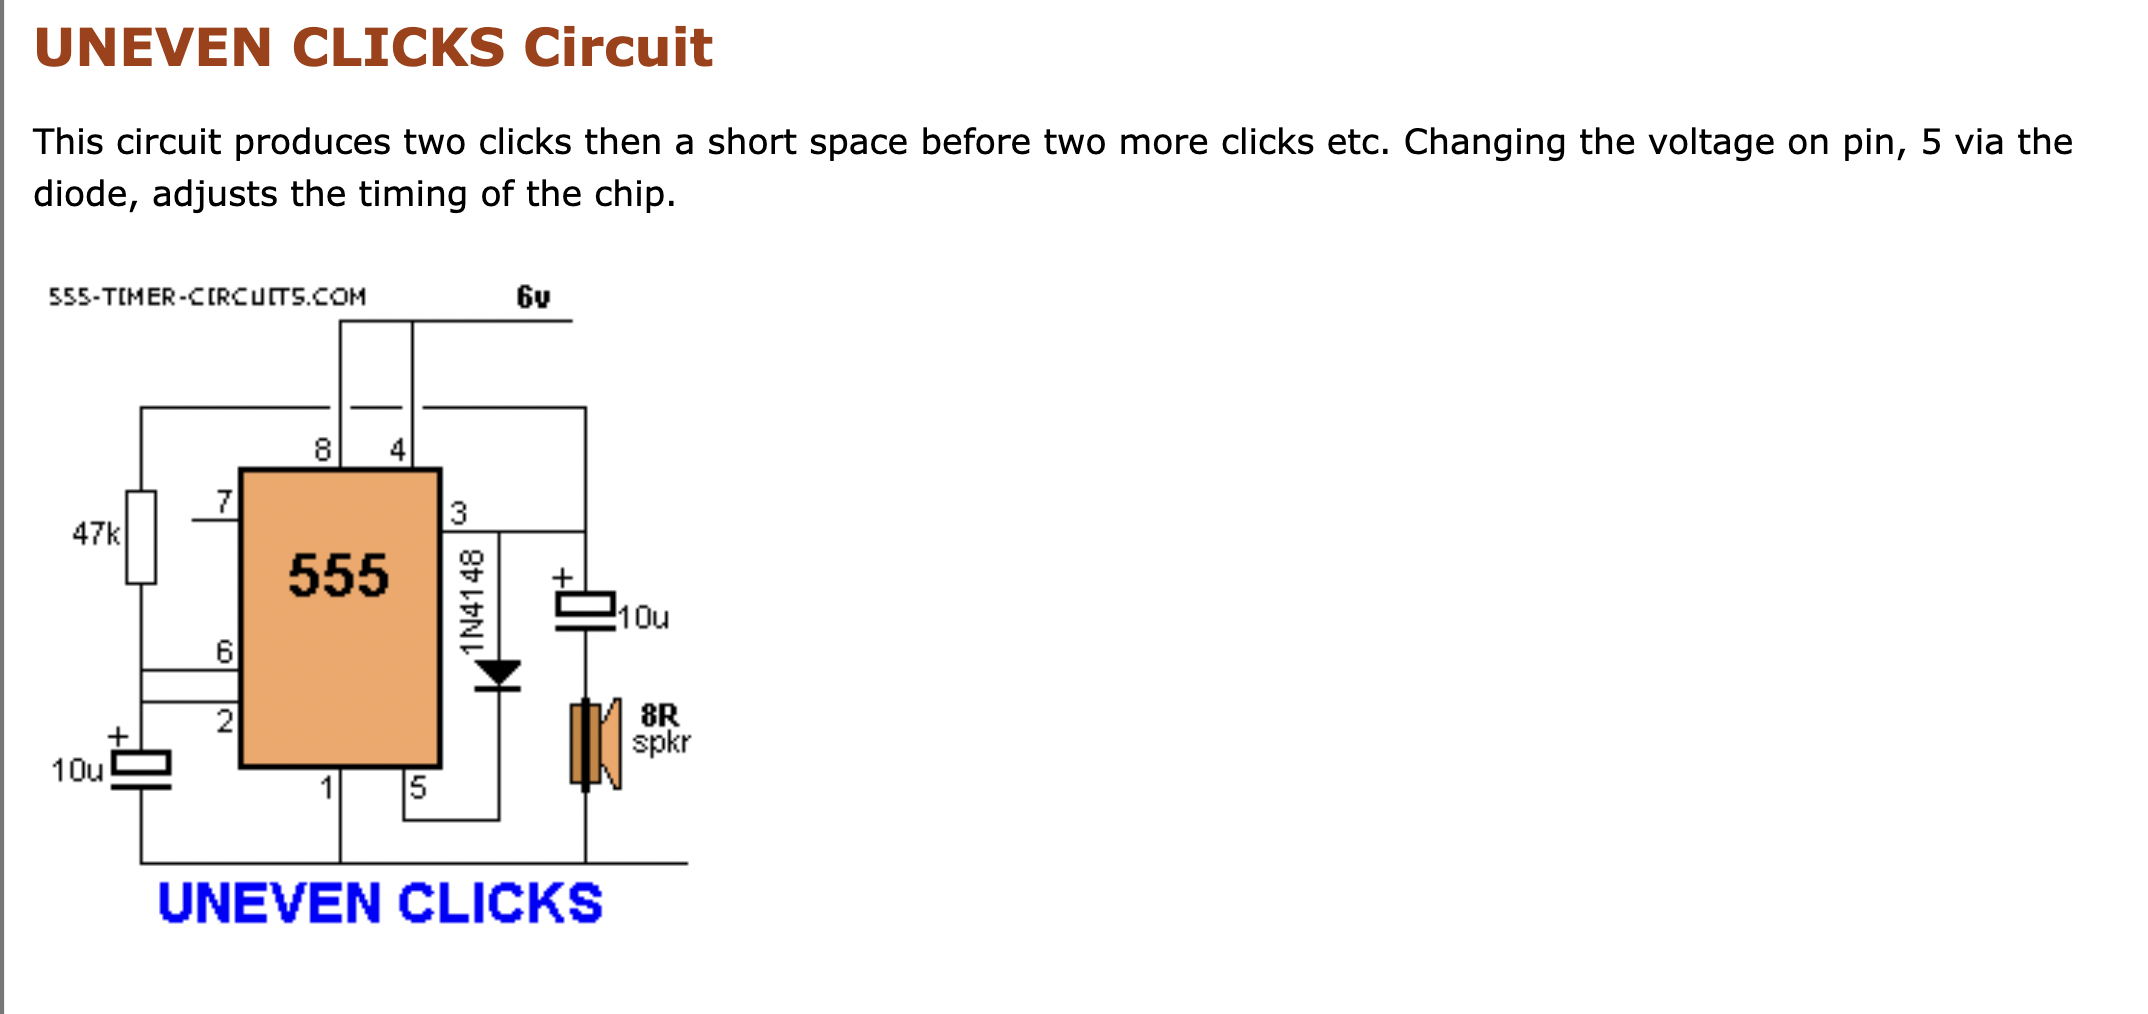 UNEVEN CLICKS Circuit
This circuit produces two clicks then a short space before two more clicks etc. Changing the voltage on pin, 5 via the
diode, adjusts the timing of the chip.
555-TIMER-CIRCUITS.COM
6v
8
4
7
3
47k
555
1N4148
+
10u
6
2
8R
spkr
+
10u
1
5
UNEVEN CLICKS